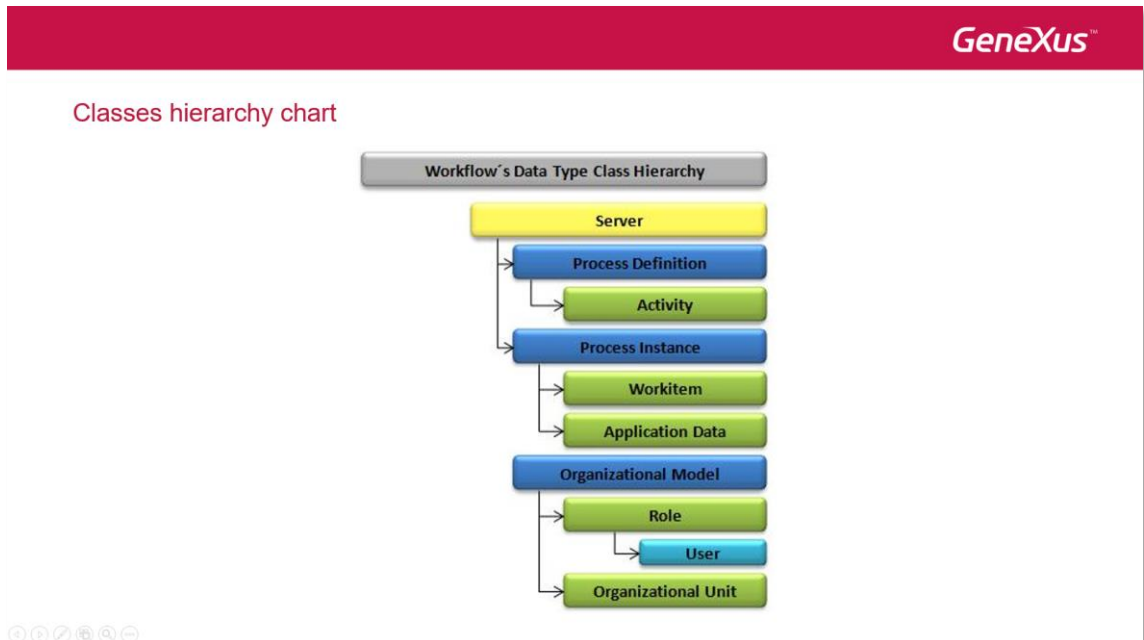 GeneXus™
Classes hierarchy chart
Workflow´s Data Type Class Hierarchy
Server
Process Definition
Activity
Process Instance
Workitem
Application Data
Organizational Model
Role
User
Organizational Unit